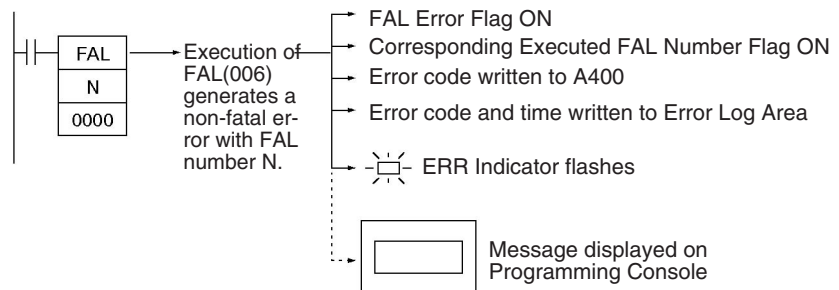 FAL
N
0000
Execution of
FAL(006)
generates a
non-fatal er-
ror with FAL
number N.
FAL Error Flag ON
Corresponding Executed FAL Number Flag ON
Error code written to A400
Error code and time written to Error Log Area
ERR Indicator flashes
Message displayed on
Programming Console